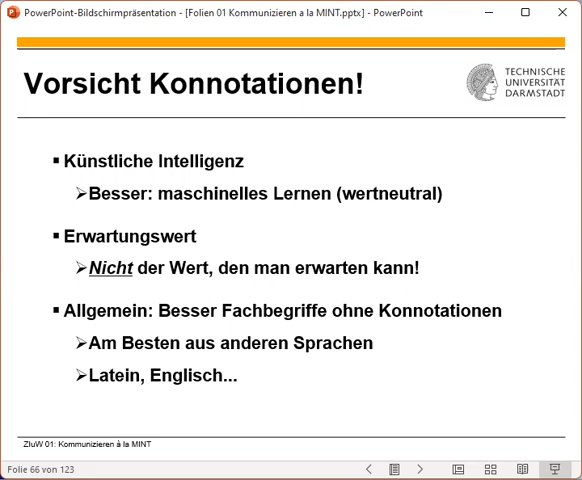 PowerPoint-Bildschirmpräsentation - [Folien 01 Kommunizieren a la MINT.pptx] - PowerPoint
Vorsicht Konnotationen!
TECHNISCHE
UNIVERSITÄT
DARMSTADT
▪ Künstliche Intelligenz
➢Besser: maschinelles Lernen (wertneutral)
▪ Erwartungswert
➢Nicht der Wert, den man erwarten kann!
▪ Allgemein: Besser Fachbegriffe ohne Konnotationen
➢Am Besten aus anderen Sprachen
➢Latein, Englisch...
ZIuW 01: Kommunizieren à la MINT
Folie 66 von 123